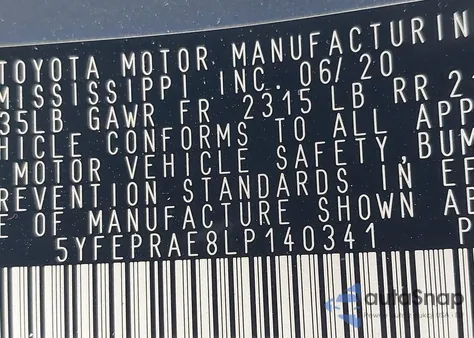 TOYOTA MOTOR MANUFACTURIN
MISSISSIPPI INC. 06/20
35LB GAWR FR 2315 LB RR 2
HICLE CONFORMS TO ALL APP
MOTOR VEHICLE SAFETY, BUM
REVENTION STANDARDS IN E
E OF MANUFACTURE SHOWN AB
5YFEPRAE8LP140341 P
autoSnap